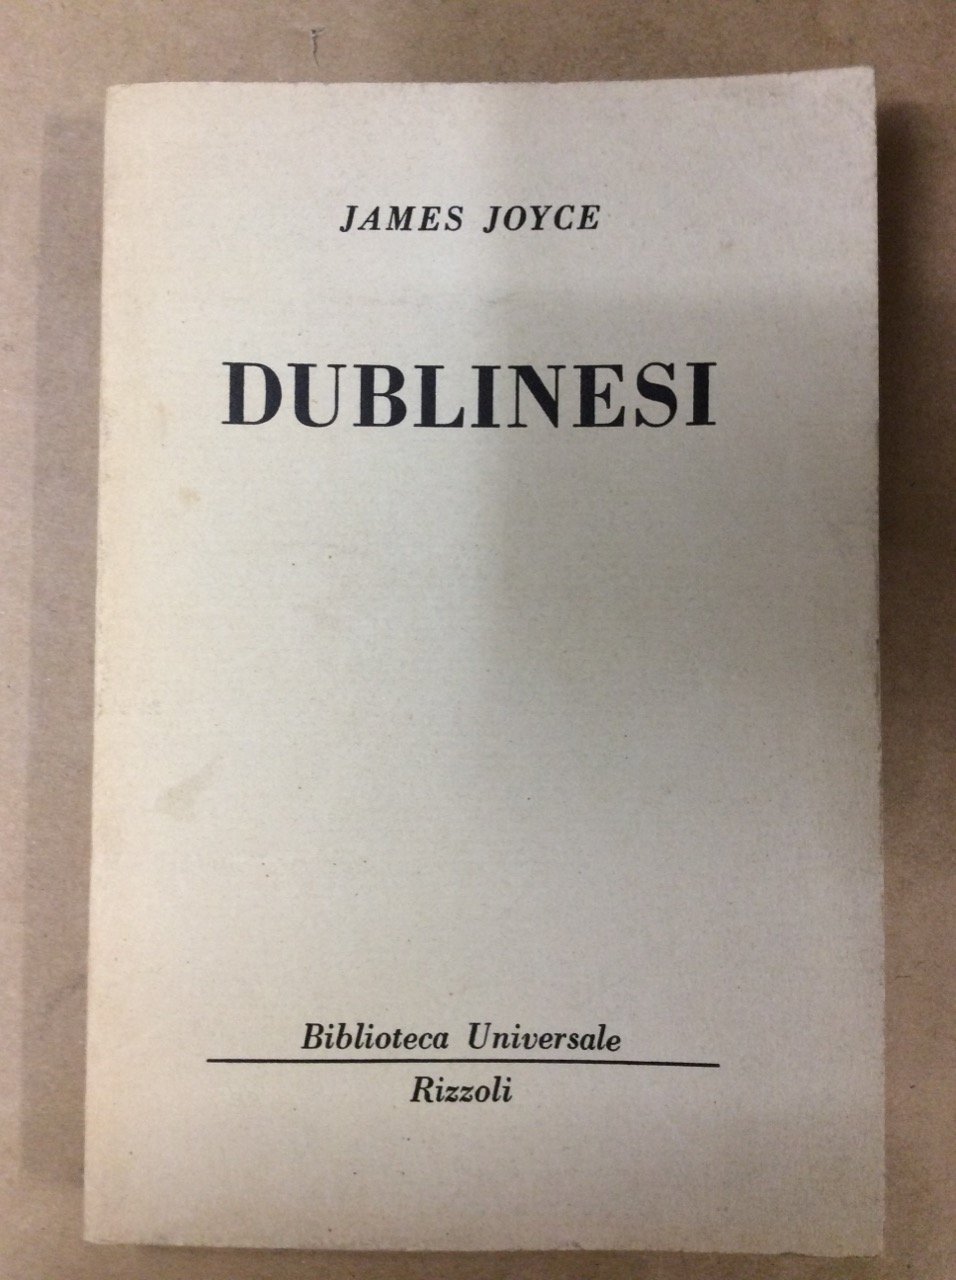 JAMES JOYCE
DUBLINESI
Biblioteca Universale
Rizzoli